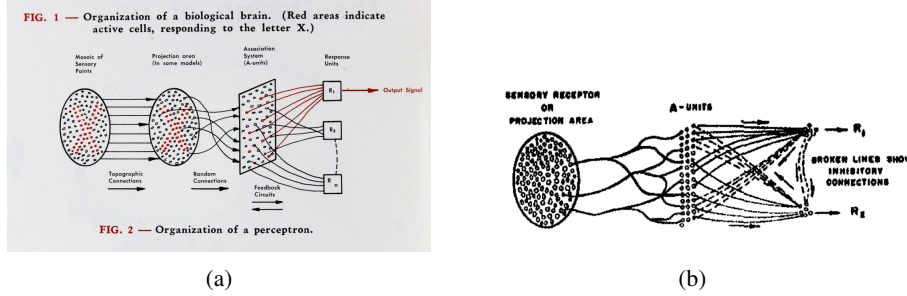 FIG. 1 — Organization of a biological brain. (Red areas indicate
active cells, responding to the letter X.)
Mosaic of
Sensory
Points
Projection area
(In some models)
Association
System
(A-units)
Response
Units
R₁
Output Signal
R₂
R n
Topographic
Connections
Random
Connections
Feedback
Circuits
FIG. 2 — Organization of a perceptron.
(a)
SENSORY RECEPTOR
OR
PROJECTION AREA
A-UNITS
R₁
BROKEN LINES SHOW
INHIBITORY
CONNECTIONS
R₂
(b)